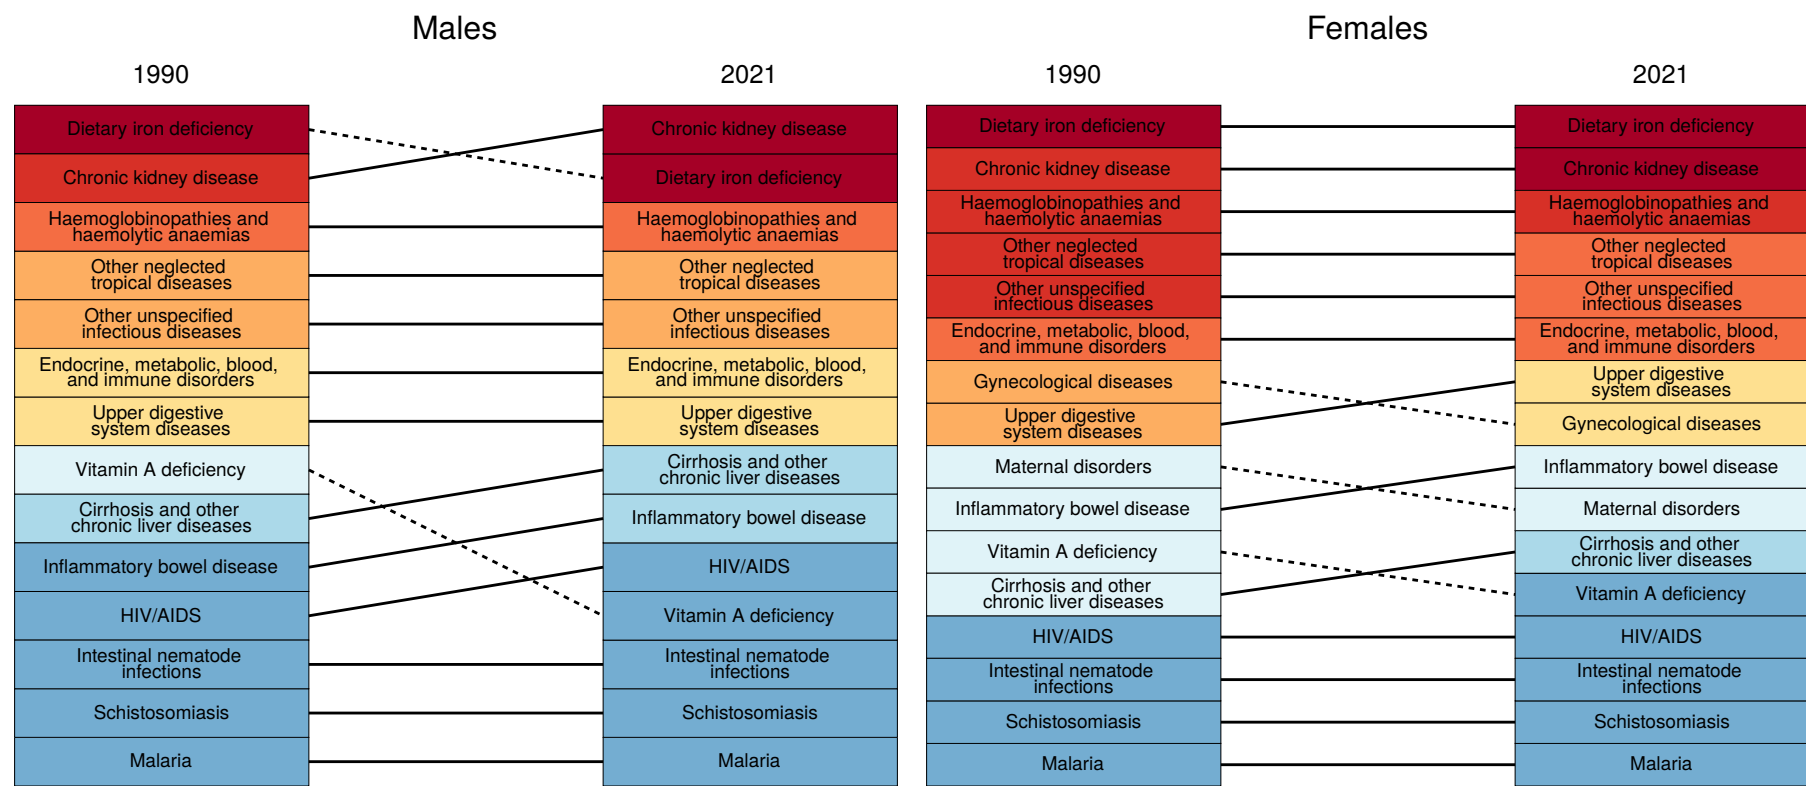 Males
1990
2021
Dietary iron deficiency
Chronic kidney disease
Haemoglobinopathies and
haemolytic anaemias
Other neglected
tropical diseases
Other unspecified
infectious diseases
Endocrine, metabolic, blood,
and immune disorders
Upper digestive
system diseases
Vitamin A deficiency
Cirrhosis and other
chronic liver diseases
Inflammatory bowel disease
HIV/AIDS
Intestinal nematode
infections
Schistosomiasis
Malaria
Chronic kidney disease
Dietary iron deficiency
Haemoglobinopathies and
haemolytic anaemias
Other neglected
tropical diseases
Other unspecified
infectious diseases
Endocrine, metabolic, blood,
and immune disorders
Upper digestive
system diseases
Cirrhosis and other
chronic liver diseases
Inflammatory bowel disease
HIV/AIDS
Vitamin A deficiency
Intestinal nematode
infections
Schistosomiasis
Malaria
Females
1990
2021
Dietary iron deficiency
Chronic kidney disease
Haemoglobinopathies and
haemolytic anaemias
Other neglected
tropical diseases
Other unspecified
infectious diseases
Endocrine, metabolic, blood,
and immune disorders
Gynecological diseases
Upper digestive
system diseases
Maternal disorders
Inflammatory bowel disease
Vitamin A deficiency
Cirrhosis and other
chronic liver diseases
HIV/AIDS
Intestinal nematode
infections
Schistosomiasis
Malaria
Dietary iron deficiency
Chronic kidney disease
Haemoglobinopathies and
haemolytic anaemias
Other neglected
tropical diseases
Other unspecified
infectious diseases
Endocrine, metabolic, blood,
and immune disorders
Upper digestive
system diseases
Gynecological diseases
Inflammatory bowel disease
Maternal disorders
Cirrhosis and other
chronic liver diseases
Vitamin A deficiency
HIV/AIDS
Intestinal nematode
infections
Schistosomiasis
Malaria